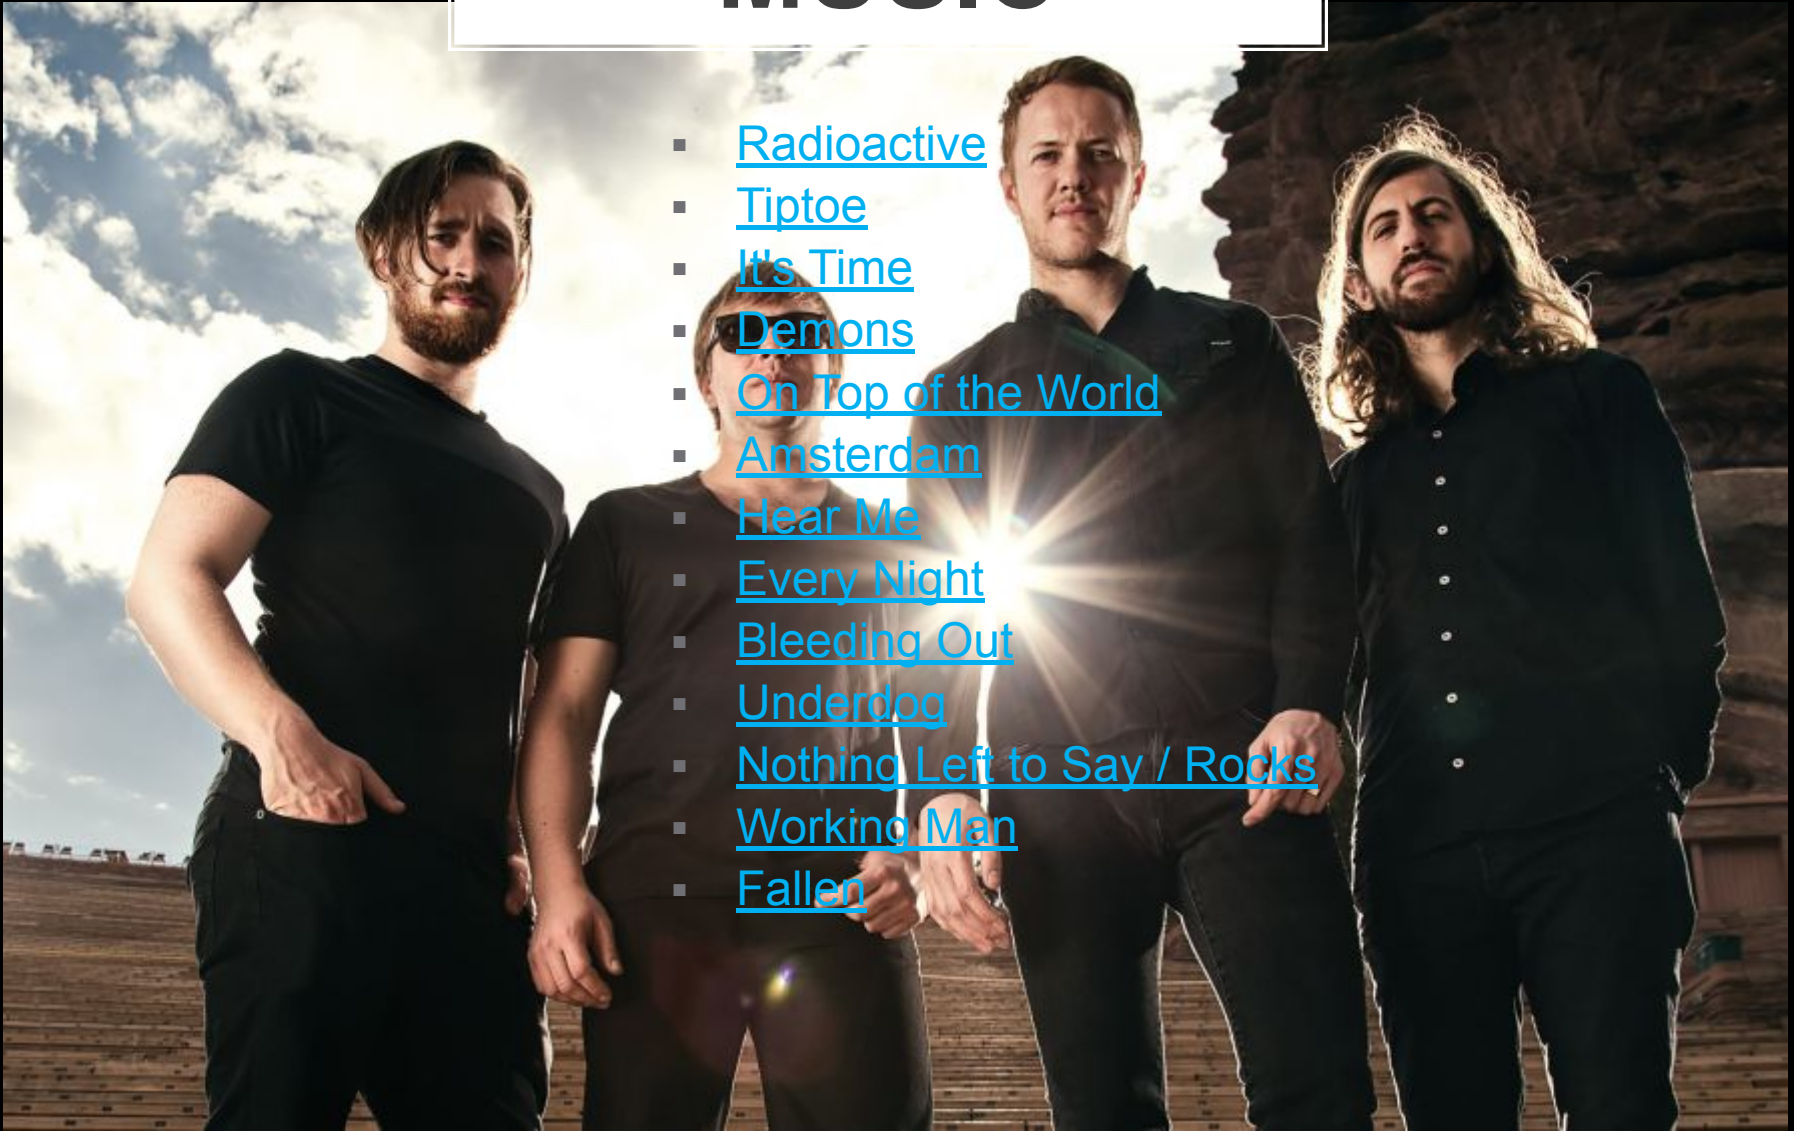 MUSIC
Radioactive
Tiptoe
It's Time
Demons
On Top of the World
Amsterdam
Hear Me
Every Night
Bleeding Out
Underdog
Nothing Left to Say / Rocks
Working Man
Fallen